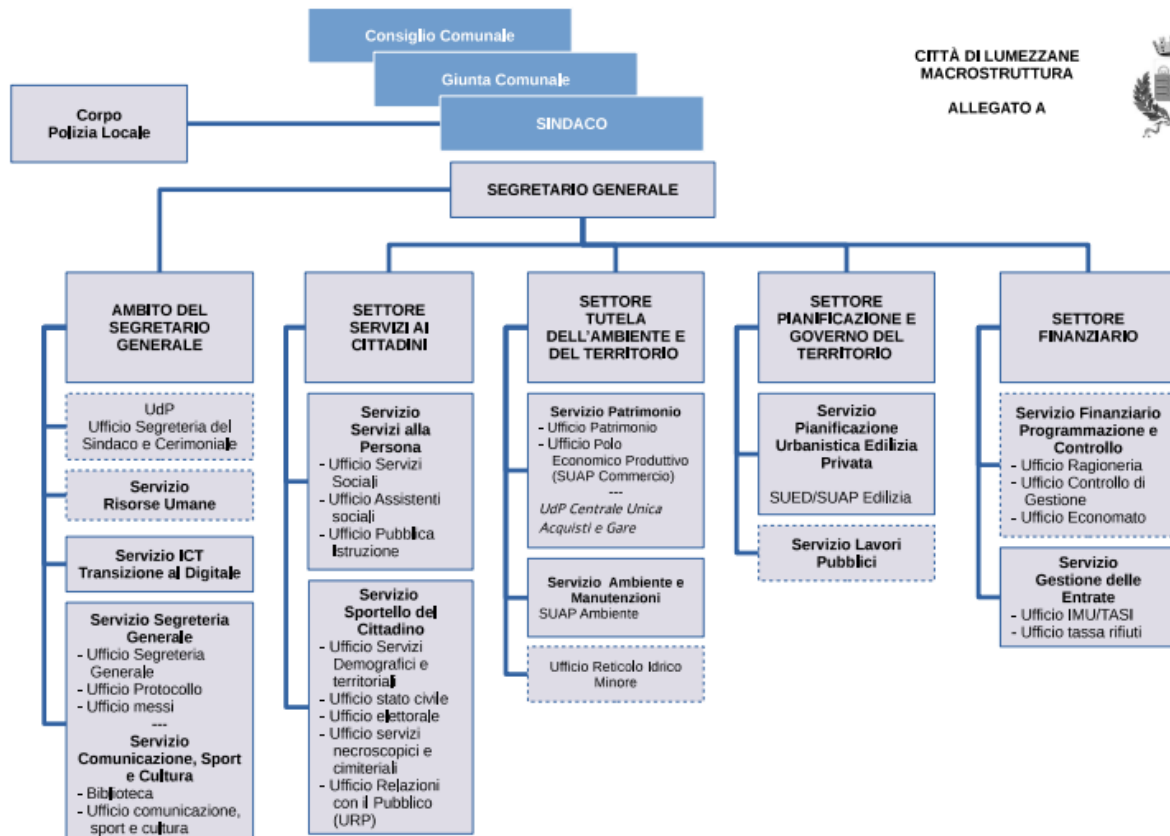 Consiglio Comunale
Giunta Comunale
SINDACO
CITTÀ DI LUMEZZANE
MACROSTRUTTURA
ALLEGATO A
Corpo
Polizia Locale
SEGRETARIO GENERALE
AMBITO DEL
SEGRETARIO
GENERALE
UdP
Ufficio Segreteria del
Sindaco e Cerimoniale
Servizio
Risorse Umane
Servizio ICT
Transizione al Digitale
Servizio Segreteria
Generale
- Ufficio Segreteria
Generale
- Ufficio Protocollo
- Ufficio messi
---
Servizio
Comunicazione, Sport
e Cultura
- Biblioteca
- Ufficio comunicazione,
sport e cultura
SETTORE
SERVIZI AI
CITTADINI
Servizio
Servizi alla
Persona
- Ufficio Servizi
Sociali
- Ufficio Assistenti
sociali
- Ufficio Pubblica
Istruzione
Servizio
Sportello del
Cittadino
- Ufficio Servizi
Demografici e
territoriali
- Ufficio stato civile
- Ufficio elettorale
- Ufficio servizi
necroscopici e
cimiteriali
- Ufficio Relazioni
con il Pubblico
(URP)
SETTORE
TUTELA
DELL'AMBIENTE E
DEL TERRITORIO
Servizio Patrimonio
- Ufficio Patrimonio
- Ufficio Polo
Economico Produttivo
(SUAP Commercio)
---
UdP Centrale Unica
Acquisti e Gare
Servizio Ambiente e
Manutenzioni
SUAP Ambiente
Ufficio Reticolo Idrico
Minore
SETTORE
PIANIFICAZIONE E
GOVERNO DEL
TERRITORIO
Servizio
Pianificazione
Urbanistica Edilizia
Privata
SUED/SUAP Edilizia
Servizio Lavori
Pubblici
SETTORE
FINANZIARIO
Servizio Finanziario
Programmazione e
Controllo
- Ufficio Ragioneria
- Ufficio Controllo di
Gestione
- Ufficio Economato
Servizio
Gestione delle
Entrate
- Ufficio IMU/TASI
- Ufficio tassa rifiuti